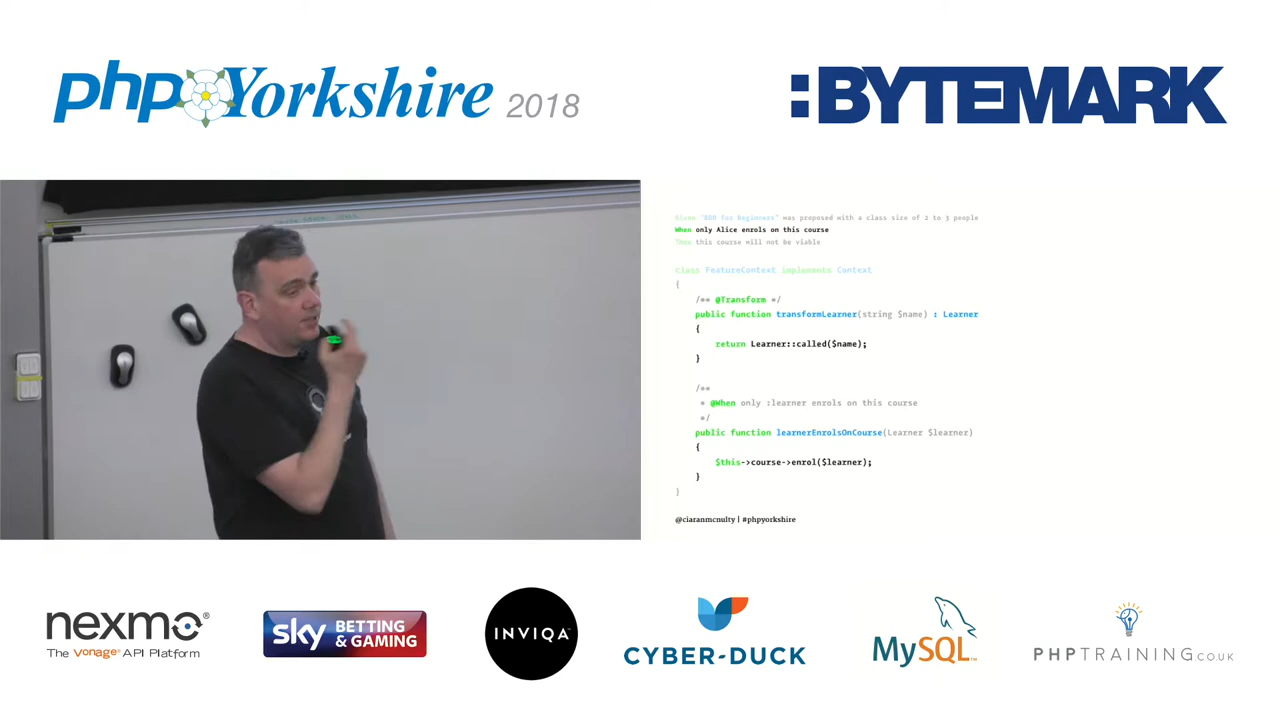 php Yorkshire 2018
:BYTEMARK
Given "BDD for Beginners" was proposed with a class size of 2 to 3 people
When only Alice enrols on this course
Then this course will not be viable
class FeatureContext implements Context
{
/** @Transform */
public function transformLearner(string $name) : Learner
{
return Learner::called($name);
}
/**
* @When only :learner enrols on this course
*/
public function learnerEnrolsOnCourse(Learner $learner)
{
$this->course->enrol($learner);
}
}
@ciaranmcnulty | #phpyorkshire
nexmo®
The Vonage® API Platform
sky BETTING & GAMING
INVIQA™
CYBER-DUCK
MySQL™
PHPTRAINING.CO.UK